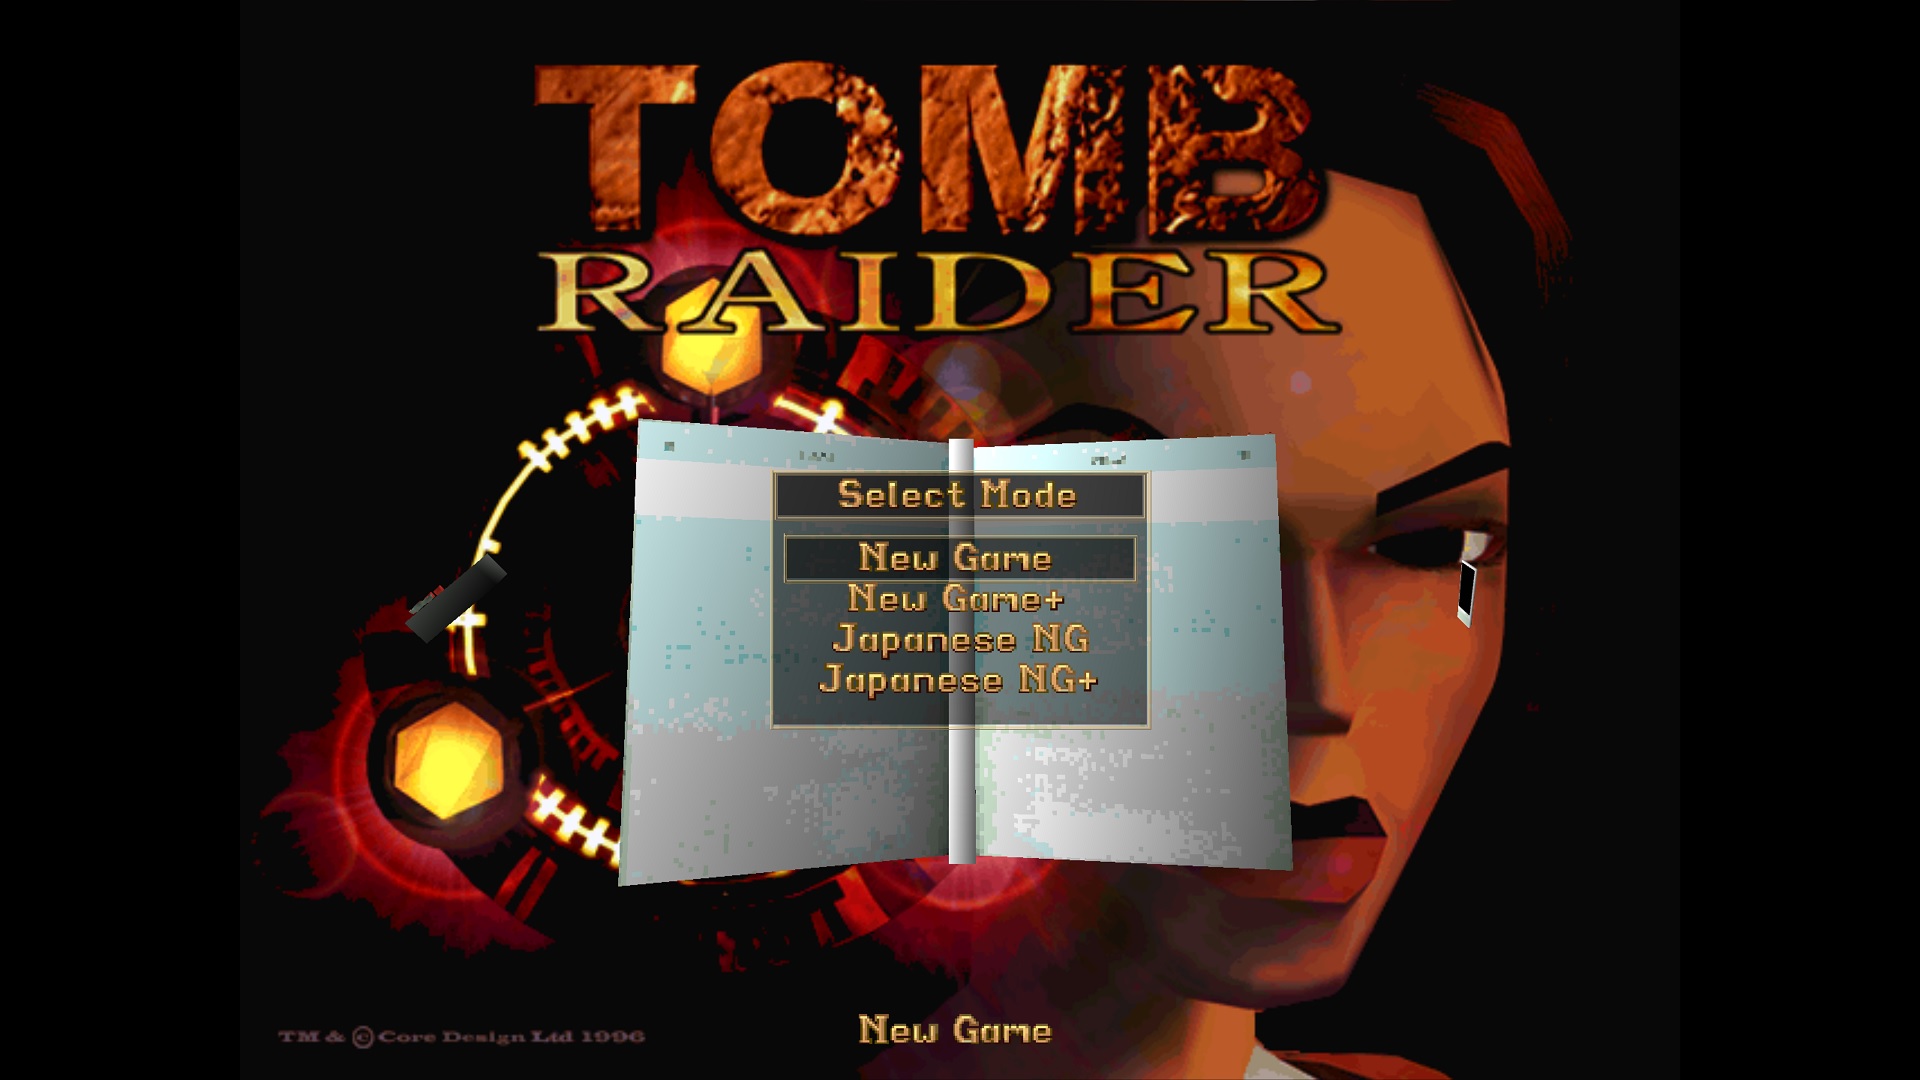 TOMB
RAIDER
Select Mode
New Game
New Game+
Japanese NG
Japanese NG+
TM & © Core Design Ltd 1996
New Game